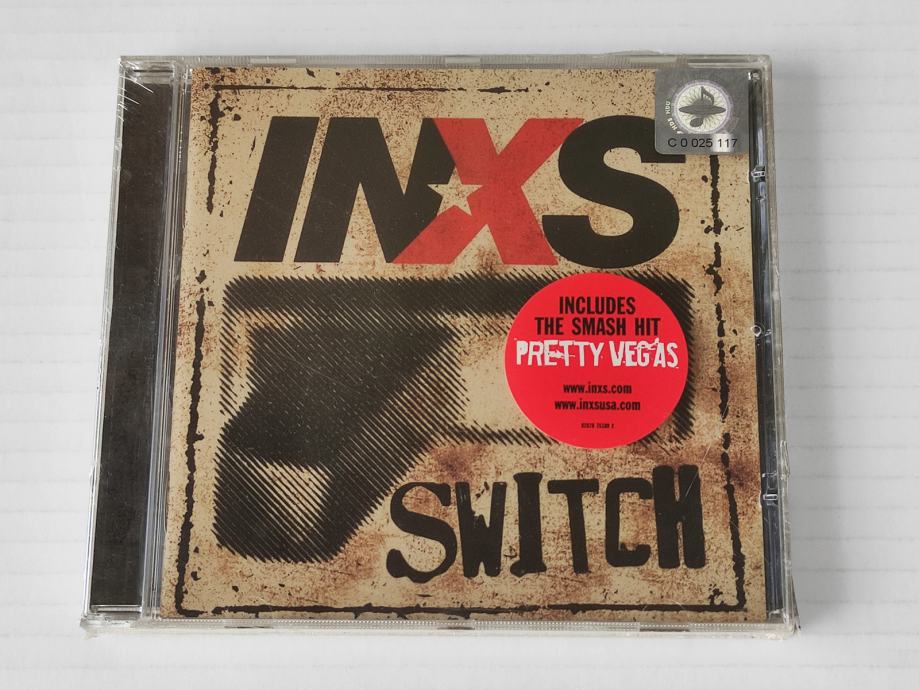 INXS
C 0 025 117
INCLUDES
THE SMASH HIT
PRETTY VEGAS
www.inxs.com
www.inxsusa.com
SWITCH